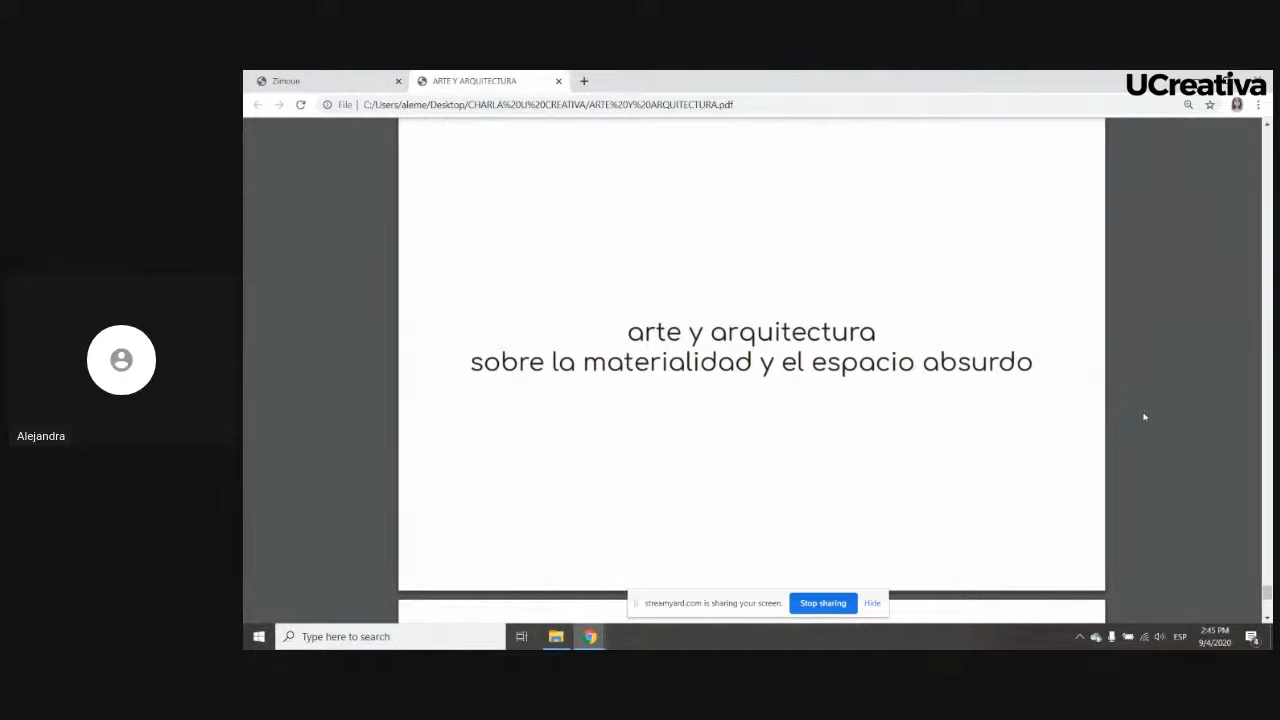 UCreativa
Zimoun
ARTE Y ARQUITECTURA
File | C:/Users/aleme/Desktop/CHARLA%20U%20CREATIVA/ARTE%20Y%20ARQUITECTURA.pdf
arte y arquitectura
sobre la materialidad y el espacio absurdo
Alejandra
streamyard.com is sharing your screen.
Stop sharing
Hide
Type here to search
ESP
2:45 PM
9/4/2020
4